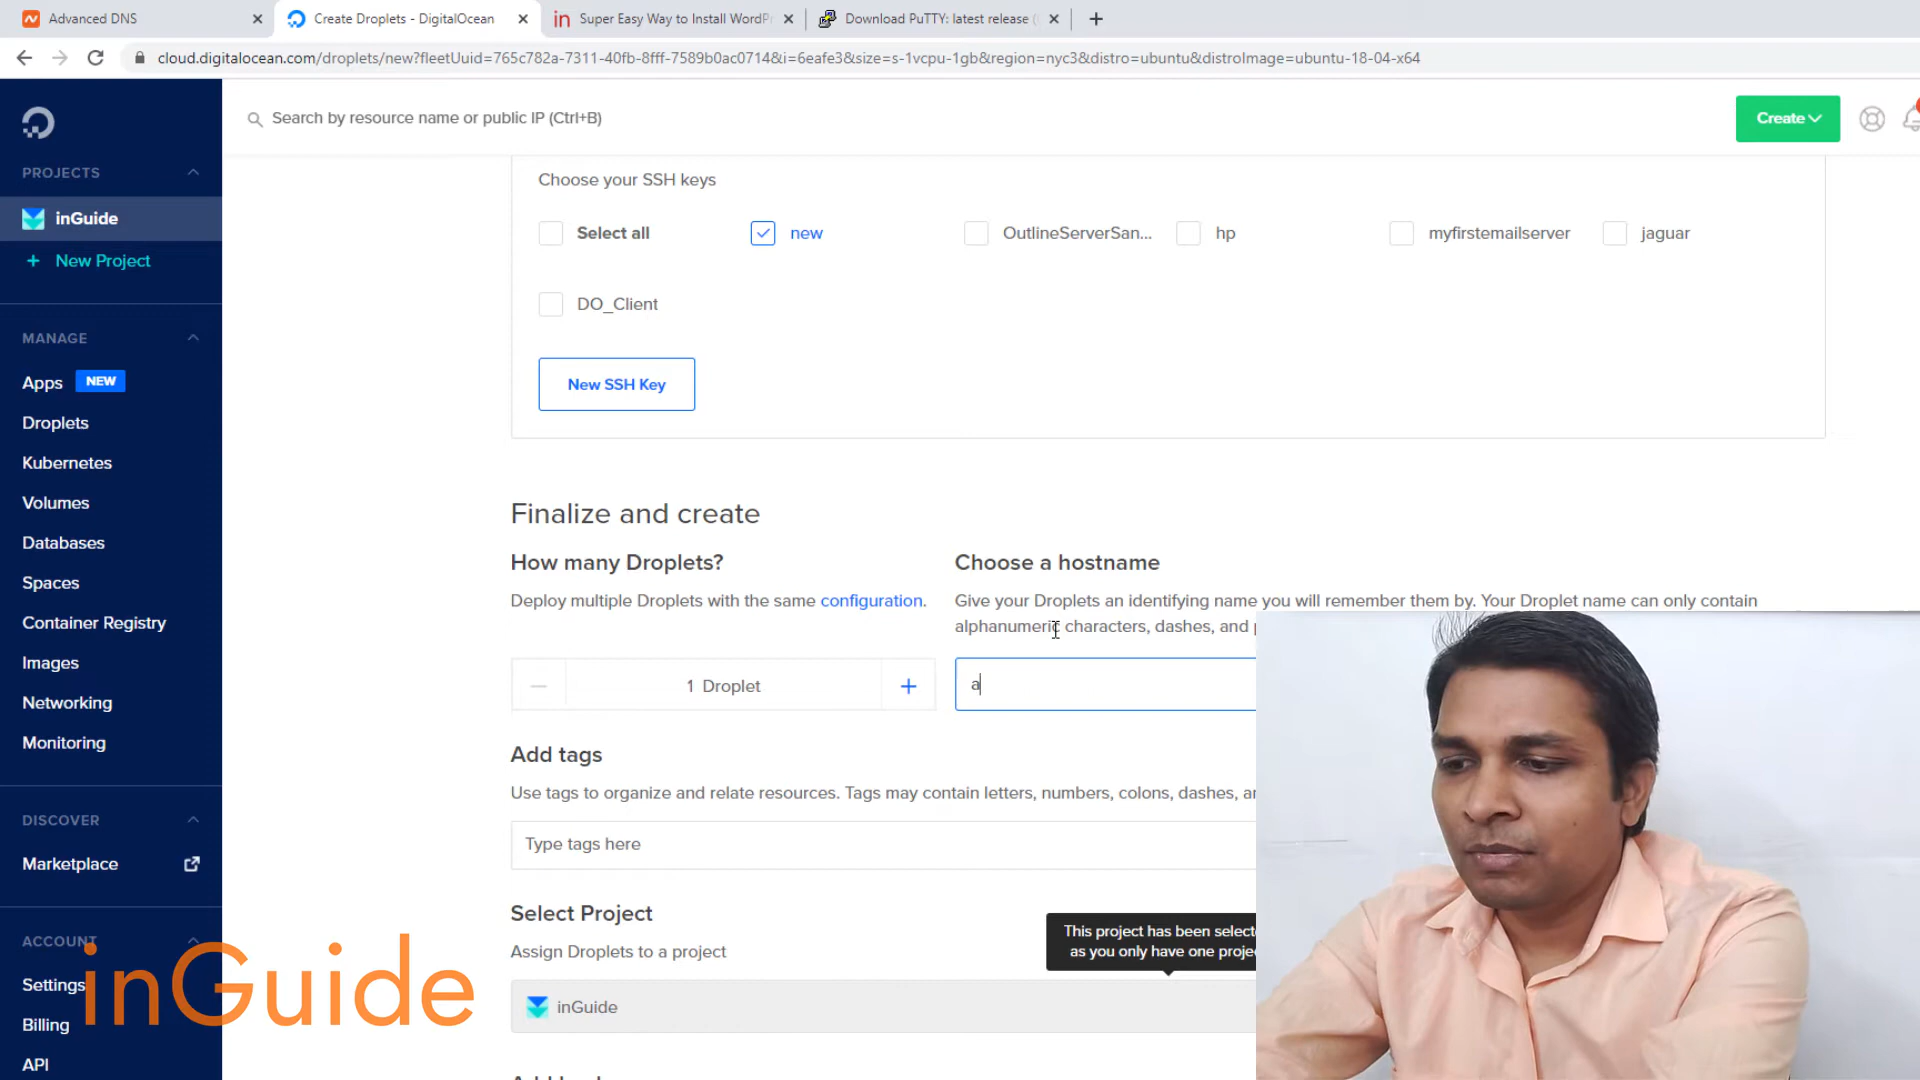 Advanced DNS
Create Droplets - DigitalOcean
Super Easy Way to Install WordPr
Download PuTTY: latest release (
cloud.digitalocean.com/droplets/new?fleetUuid=765c782a-7311-40fb-8fff-7589b0ac0714&i=6eafe3&size=s-1vcpu-1gb&region=nyc3&distro=ubuntu&distroImage=ubuntu-18-04-x64
Search by resource name or public IP (Ctrl+B)
Create
PROJECTS
inGuide
+ New Project
MANAGE
Apps NEW
Droplets
Kubernetes
Volumes
Databases
Spaces
Container Registry
Images
Networking
Monitoring
DISCOVER
Marketplace
ACCOUNT
Settings
Billing
API
Choose your SSH keys
Select all
new
OutlineServerSan...
hp
myfirstemailserver
jaguar
DO_Client
New SSH Key
Finalize and create
How many Droplets?
Deploy multiple Droplets with the same configuration.
1 Droplet
Choose a hostname
Give your Droplets an identifying name you will remember them by. Your Droplet name can only contain
alphanumeric characters, dashes, and
a
Add tags
Use tags to organize and relate resources. Tags may contain letters, numbers, colons, dashes,
Type tags here
Select Project
Assign Droplets to a project
This project has been selecte
as you only have one proje
inGuide
inGuide